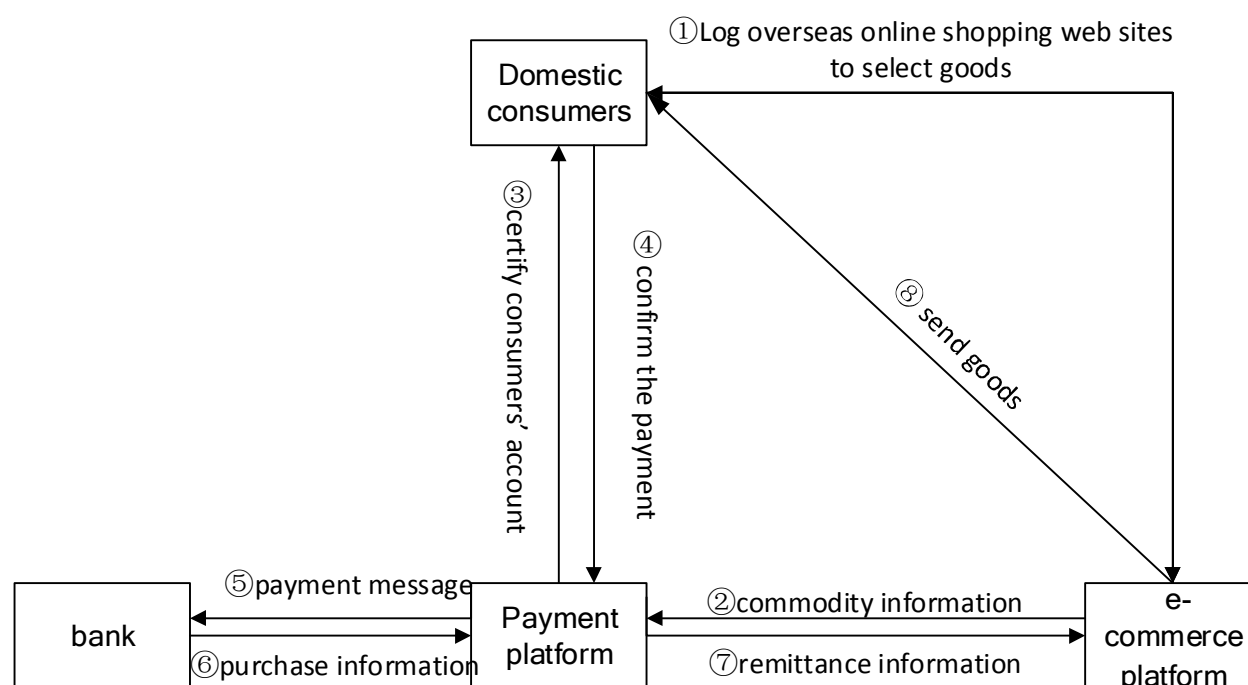 ①Log overseas online shopping web sites
to select goods
Domestic
consumers
③certify consumers’ account
④ confirm the payment
⑧ send goods
⑤payment message
②commodity information
bank
Payment
platform
e-
commerce
platform
⑥purchase information
⑦remittance information